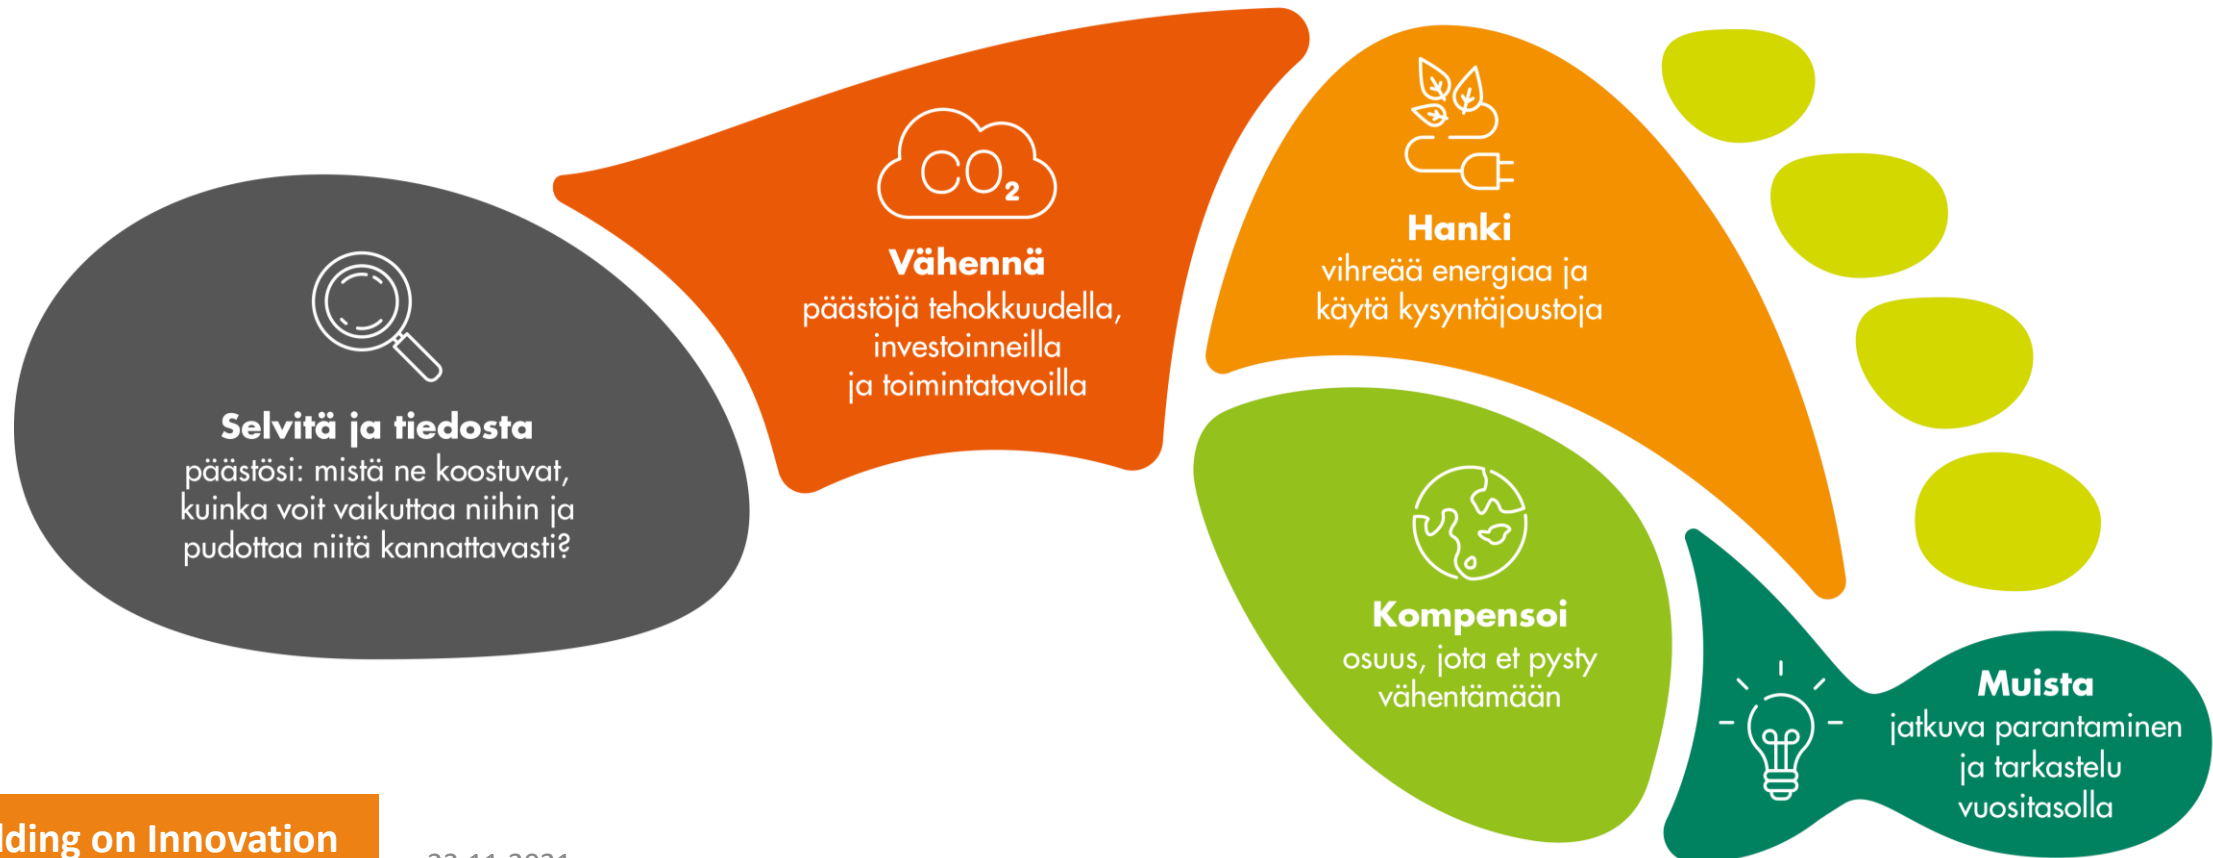 Selvitä ja tiedosta
päästösi: mistä ne koostuvat,
kuinka voit vaikuttaa niihin ja
pudottaa niitä kannattavasti?
CO₂
Vähennä
päästöjä tehokkuudella,
investoinneilla
ja toimintatavoilla
Hanki
vihreää energiaa ja
käytä kysyntäjoustoja
Kompensoi
osuus, jota et pysty
vähentämään
Muista
jatkuva parantaminen
ja tarkastelu
vuositasolla
lding on Innovation